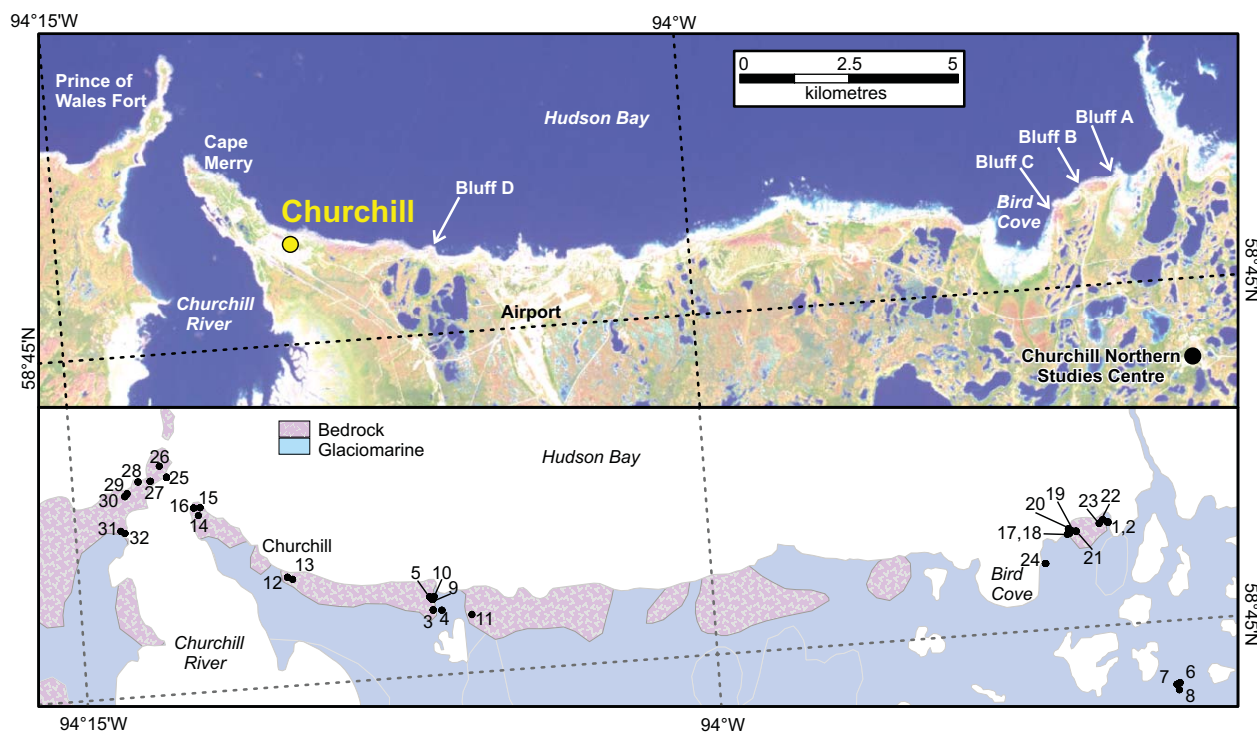 94°15'W
94°W
Prince of
Wales Fort
Cape
Merry
Churchill
Bluff D
Hudson Bay
0
2.5
5
kilometres
Bluff A
Bluff B
Bluff C
Bird
Cove
Churchill
River
Airport
58°45'N
58°45'N
Churchill Northern
Studies Centre
Bedrock
Glaciomarine
Hudson Bay
26
28
25
29
27
30
31
32
16
15
14
Churchill
12
13
5
10
9
3
4
11
19
22
20
23
17,18
1,2
21
24
Bird
Cove
Churchill
River
58°45'N
7
6
8
94°15'W
94°W